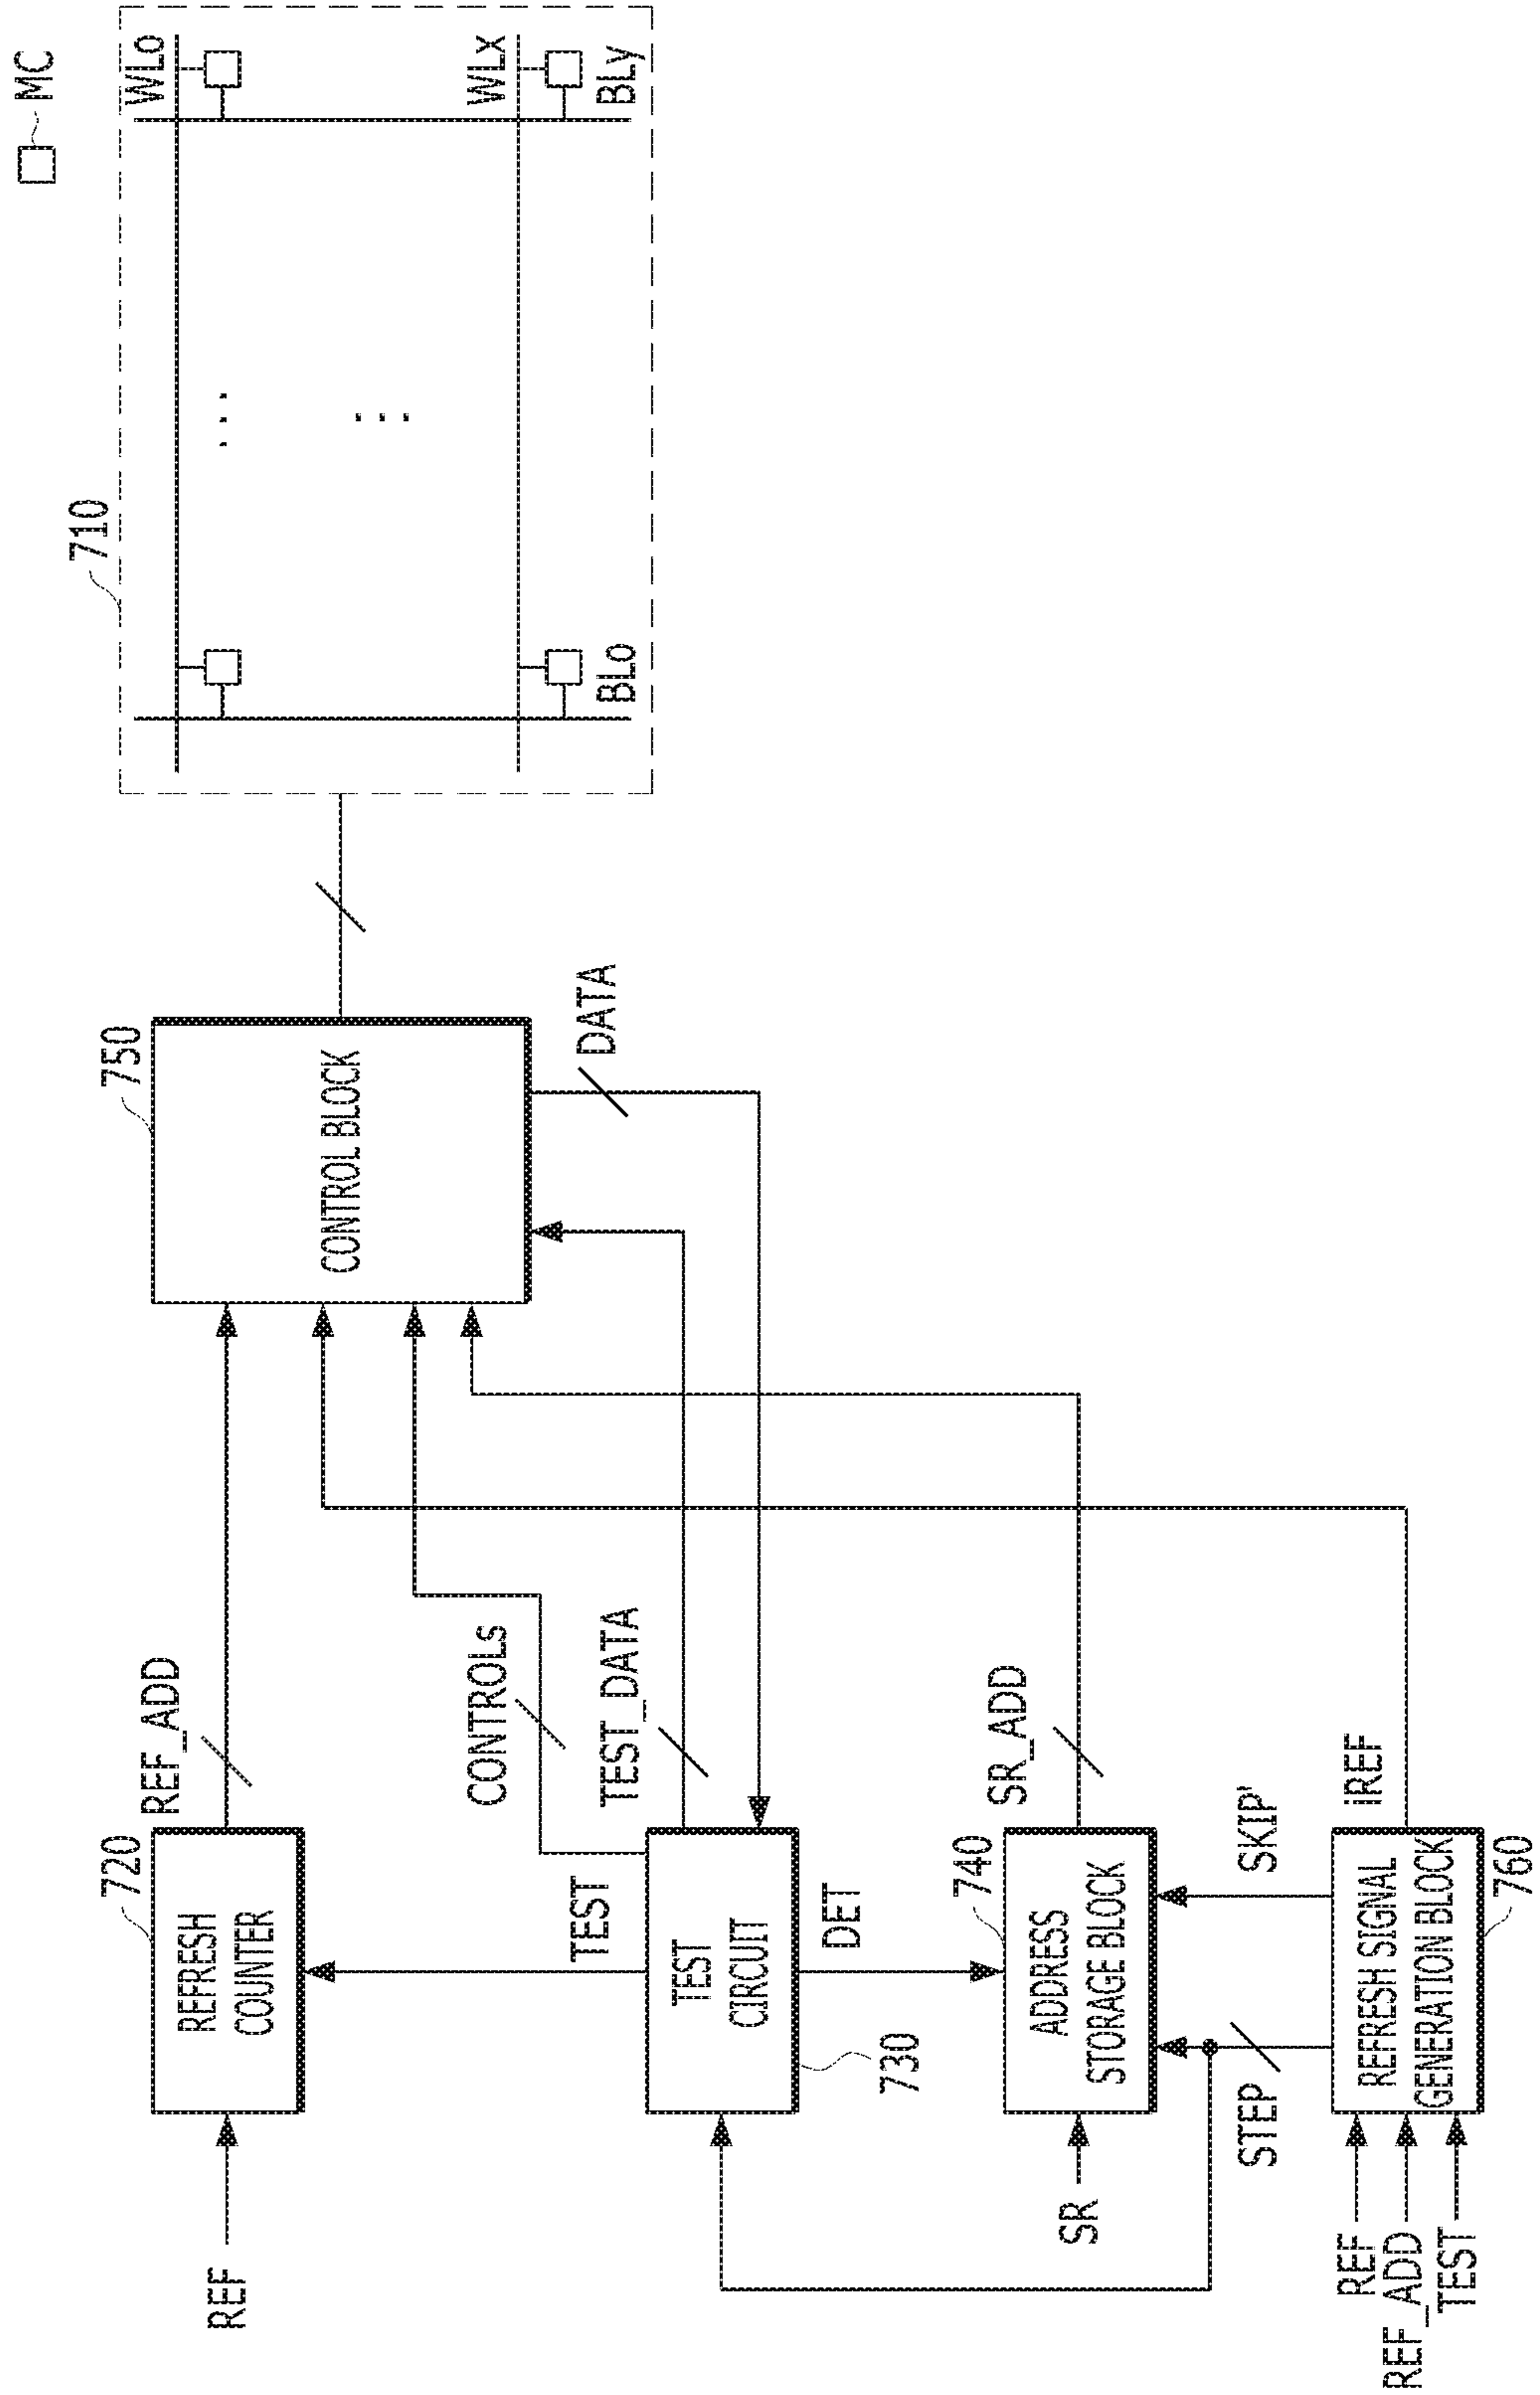 MC
710
WLo
WLx
BLo
BLy
750
CONTROL BLOCK
DATA
REF_ADD
720
REFRESH
COUNTER
REF
CONTROLs
TEST_DATA
TEST
TEST
CIRCUIT
730
DET
SR_ADD
740
ADDRESS
STORAGE BLOCK
SR
SKIP'
STEP
iREF
REFRESH SIGNAL
GENERATION BLOCK
760
REF
REF_ADD
TEST